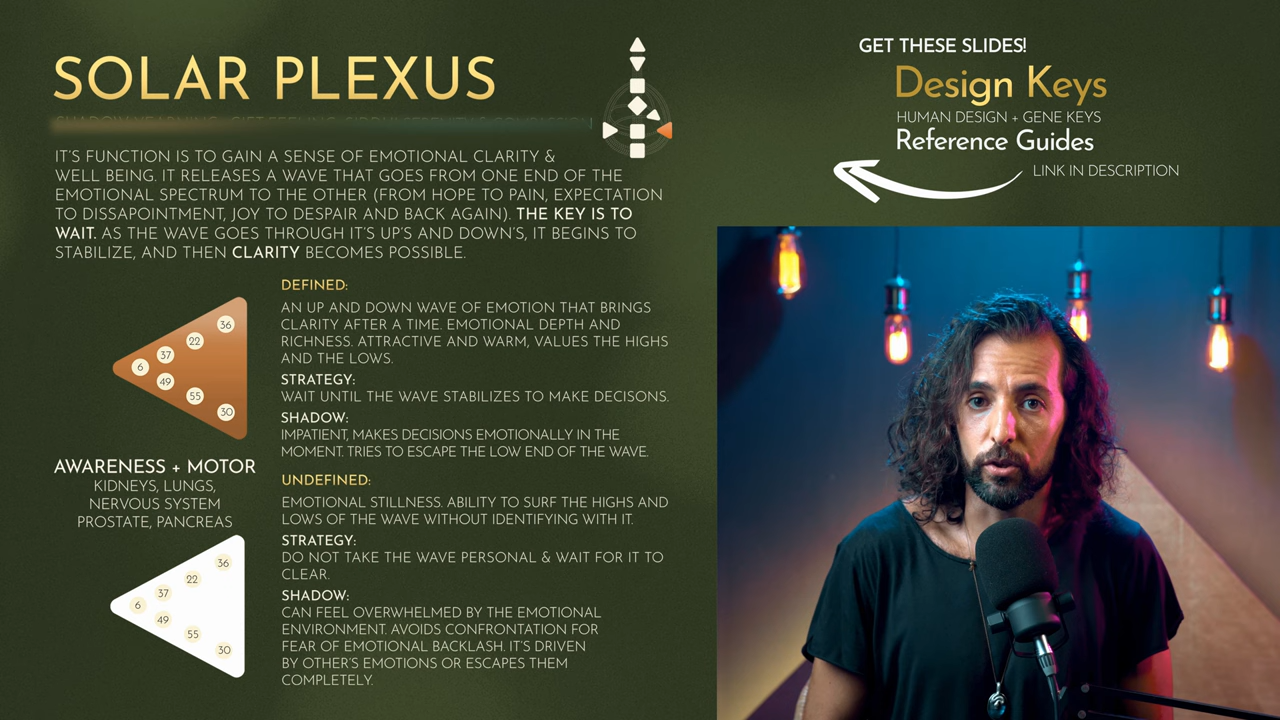 SOLAR PLEXUS
IT'S FUNCTION IS TO GAIN A SENSE OF EMOTIONAL CLARITY &
WELL BEING. IT RELEASES A WAVE THAT GOES FROM ONE END OF THE
EMOTIONAL SPECTRUM TO THE OTHER (FROM HOPE TO PAIN, EXPECTATION
TO DISSAPOINTMENT, JOY TO DESPAIR AND BACK AGAIN). THE KEY IS TO
WAIT. AS THE WAVE GOES THROUGH IT'S UP'S AND DOWN'S, IT BEGINS TO
STABILIZE, AND THEN CLARITY BECOMES POSSIBLE.
36
22
37
6
49
55
30
AWARENESS + MOTOR
KIDNEYS, LUNGS,
NERVOUS SYSTEM
PROSTATE, PANCREAS
36
22
37
6
49
55
30
DEFINED:
AN UP AND DOWN WAVE OF EMOTION THAT BRINGS
CLARITY AFTER A TIME. EMOTIONAL DEPTH AND
RICHNESS. ATTRACTIVE AND WARM, VALUES THE HIGHS
AND THE LOWS.
STRATEGY:
WAIT UNTIL THE WAVE STABILIZES TO MAKE DECISONS.
SHADOW:
IMPATIENT, MAKES DECISIONS EMOTIONALLY IN THE
MOMENT. TRIES TO ESCAPE THE LOW END OF THE WAVE.
UNDEFINED:
EMOTIONAL STILLNESS. ABILITY TO SURF THE HIGHS AND
LOWS OF THE WAVE WITHOUT IDENTIFYING WITH IT.
STRATEGY:
DO NOT TAKE THE WAVE PERSONAL & WAIT FOR IT TO
CLEAR.
SHADOW:
CAN FEEL OVERWHELMED BY THE EMOTIONAL
ENVIRONMENT. AVOIDS CONFRONTATION FOR
FEAR OF EMOTIONAL BACKLASH. IT'S DRIVEN
BY OTHER'S EMOTIONS OR ESCAPES THEM
COMPLETELY.
GET THESE SLIDES!
Design Keys
HUMAN DESIGN + GENE KEYS
Reference Guides
LINK IN DESCRIPTION